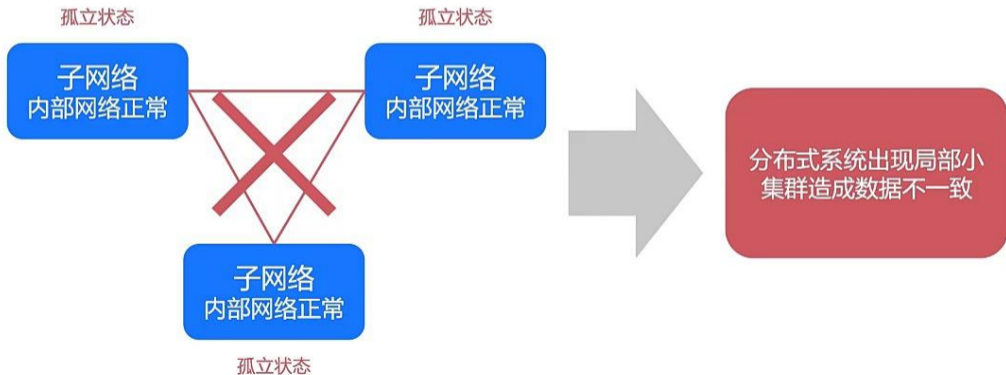 孤立状态
孤立状态
子网络
内部网络正常
子网络
内部网络正常
分布式系统出现局部小
集群造成数据不一致
子网络
内部网络正常
孤立状态